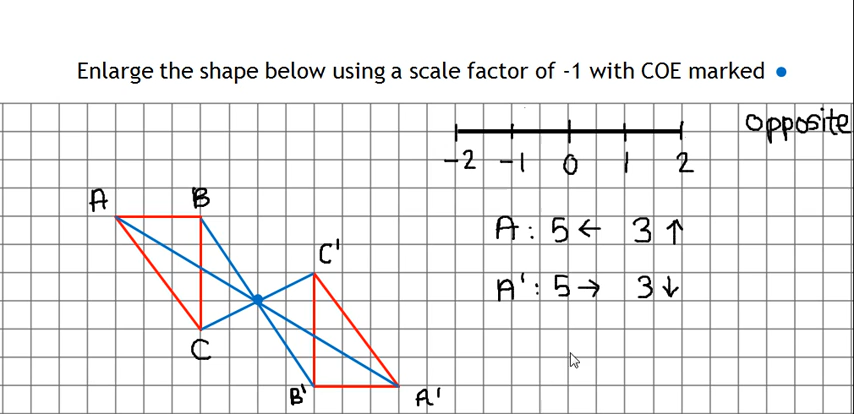 Enlarge the shape below using a scale factor of -1 with COE marked
opposite
-2 -1 0 1 2
A B
A : 5 ← 3 ↑
C'
A' : 5 → 3 ↓
C
B' A'